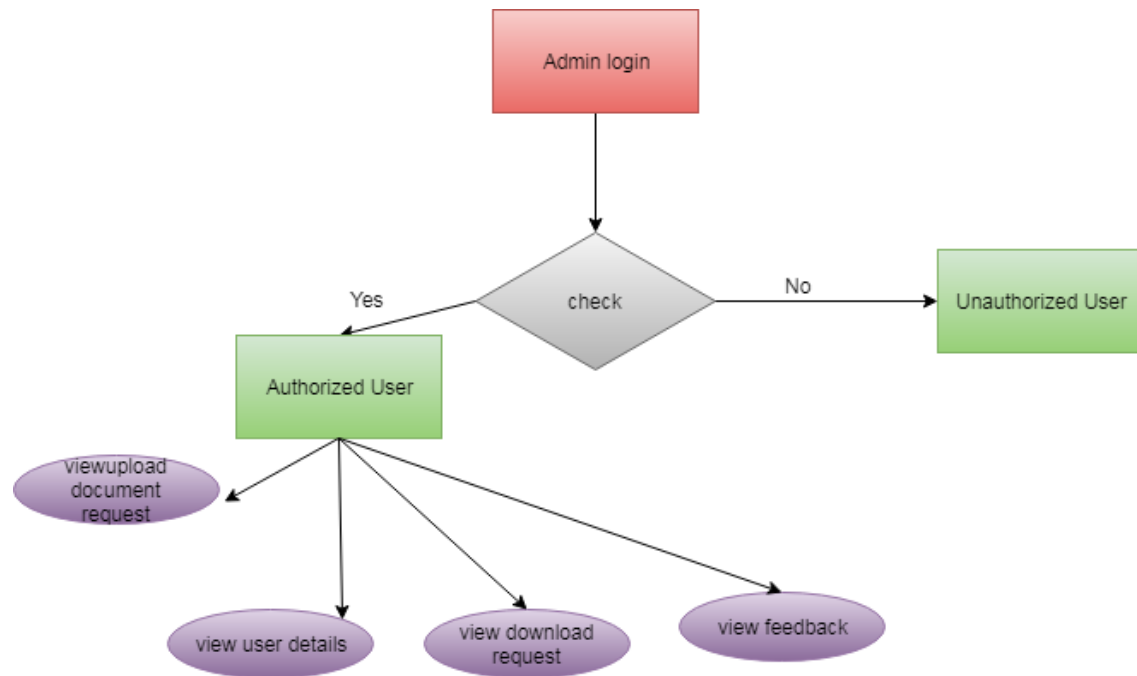 Admin login
check
Yes
No
Unauthorized User
Authorized User
viewupload
document
request
view user details
view download
request
view feedback